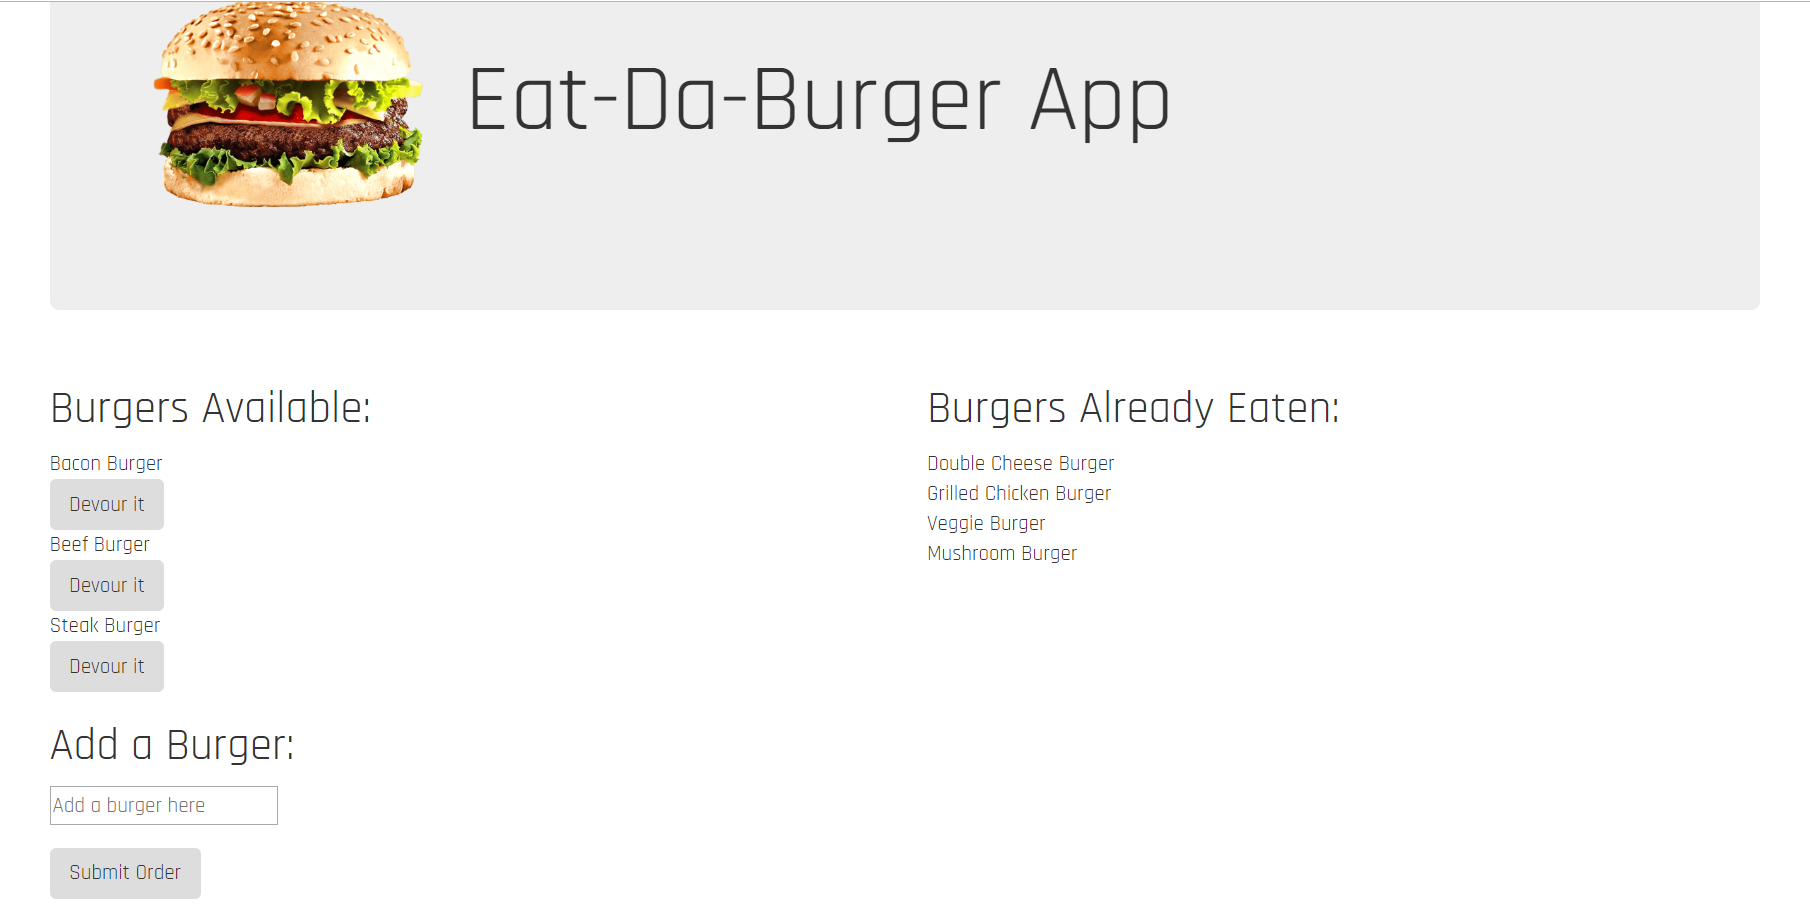 Eat-Da-Burger App
Burgers Available:
Bacon Burger
Devour it
Beef Burger
Devour it
Steak Burger
Devour it
Add a Burger:
Add a burger here
Submit Order
Burgers Already Eaten:
Double Cheese Burger
Grilled Chicken Burger
Veggie Burger
Mushroom Burger